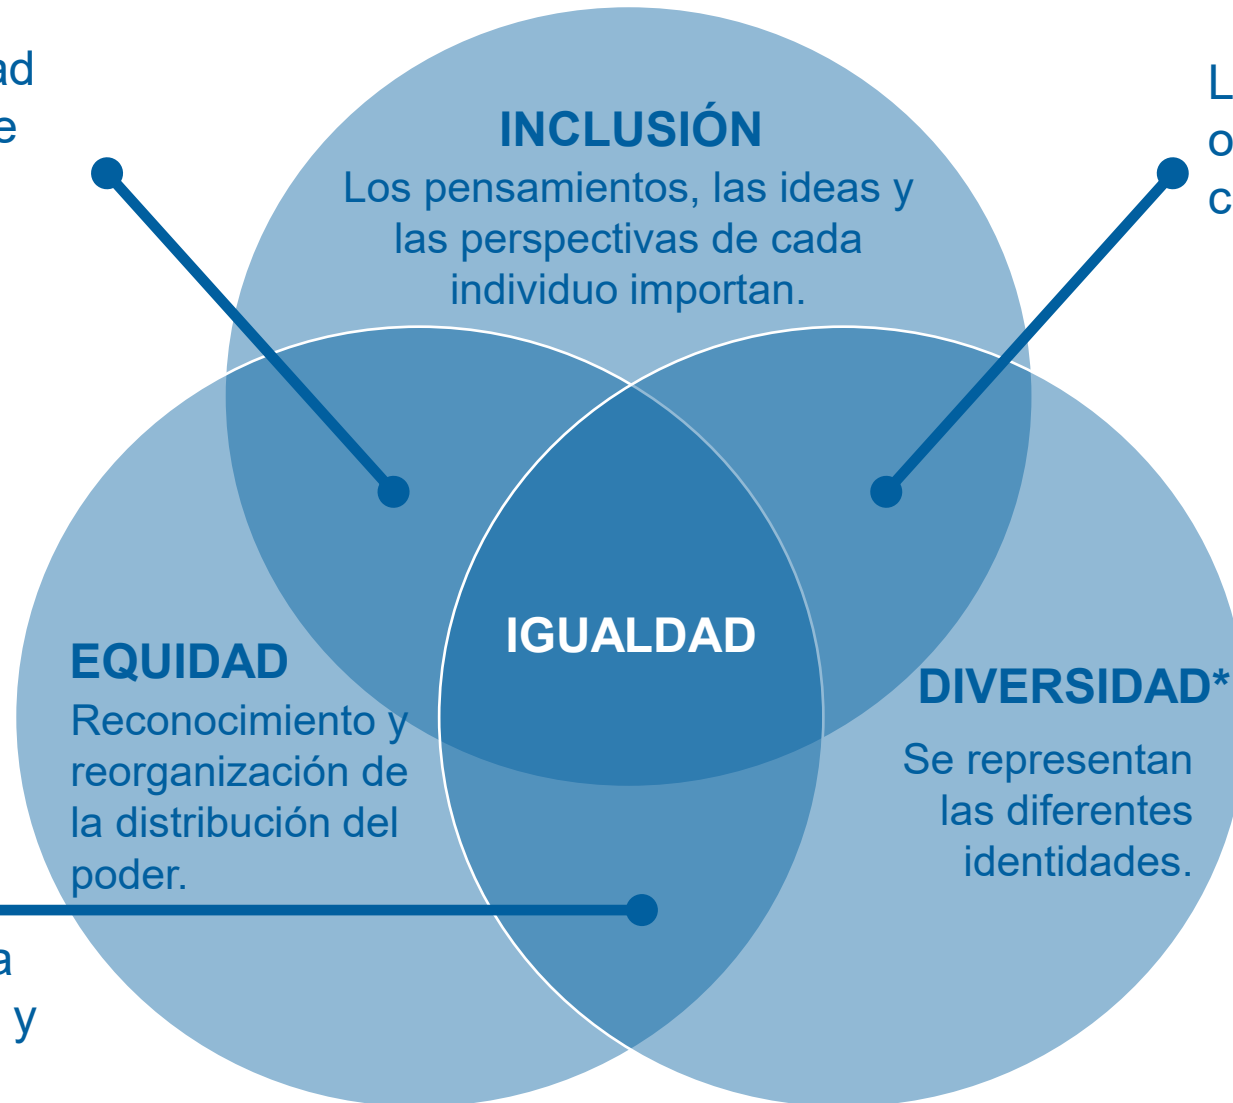 INCLUSIÓN
Los pensamientos, las ideas y
las perspectivas de cada
individuo importan.
IGUALDAD
EQUIDAD
Reconocimiento y
reorganización de
la distribución del
poder.
DIVERSIDAD*
Se representan
las diferentes
identidades.
y